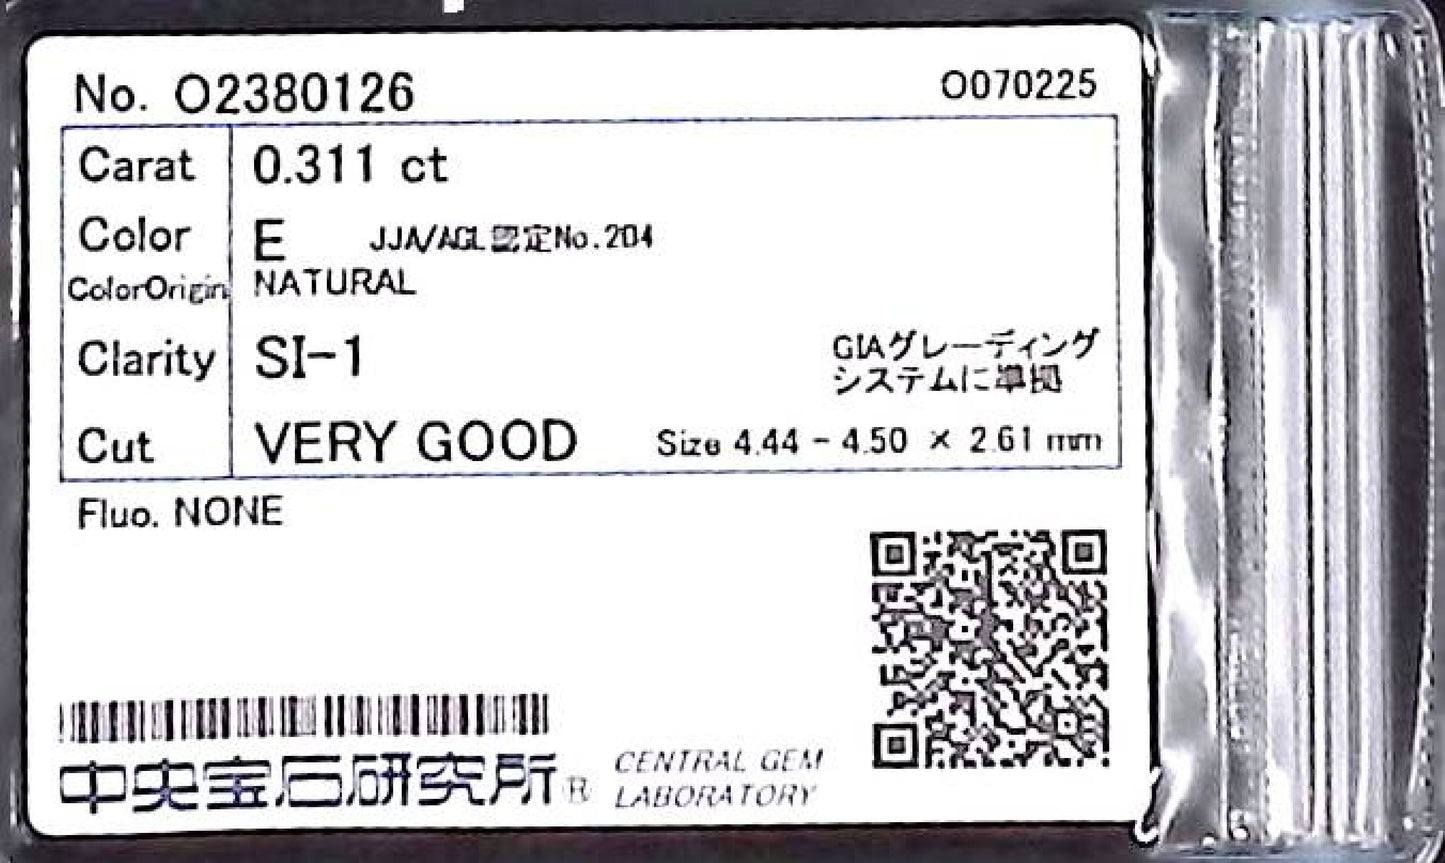 No. O2380126
O070225
Carat 0.311 ct
Color E JJA/AGL認定No.204
ColorOrigin NATURAL
Clarity SI-1
GIAグレーディング
システムに準拠
Cut VERY GOOD Size 4.44 - 4.50 × 2.61 mm
Fluo. NONE
中央宝石研究所® CENTRAL GEM
LABORATORY